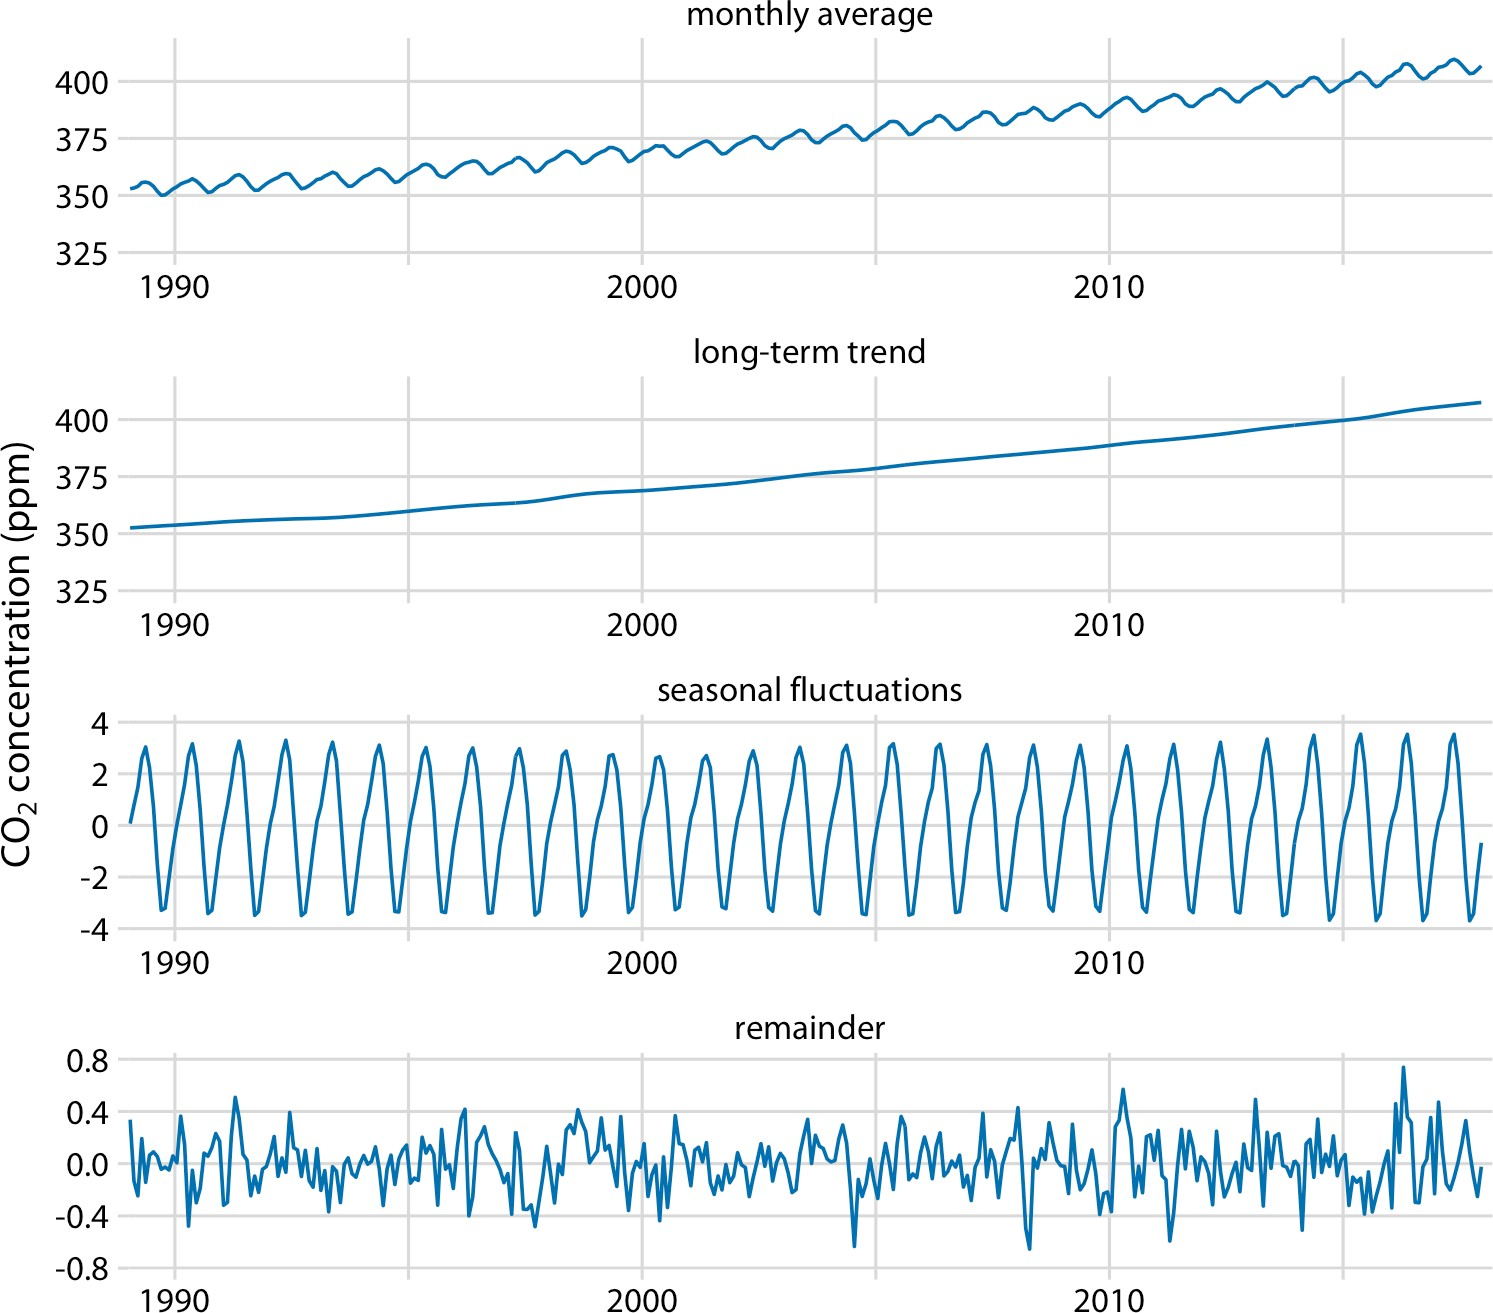 monthly average
400
375
350
325
1990 2000 2010
long-term trend
400
375
350
325
1990 2000 2010
CO₂ concentration (ppm)
seasonal fluctuations
4
2
0
-2
-4
1990 2000 2010
remainder
0.8
0.4
0.0
-0.4
-0.8
1990 2000 2010